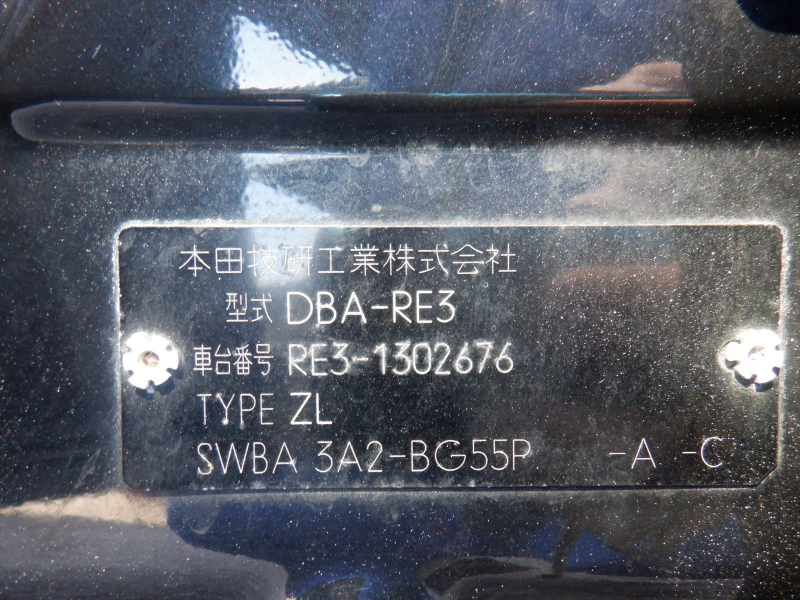 本田技研工業株式会社
型式 DBA-RE3
車台番号 RE3-1302676
TYPE ZL
SWBA 3A2-BG55P -A -C